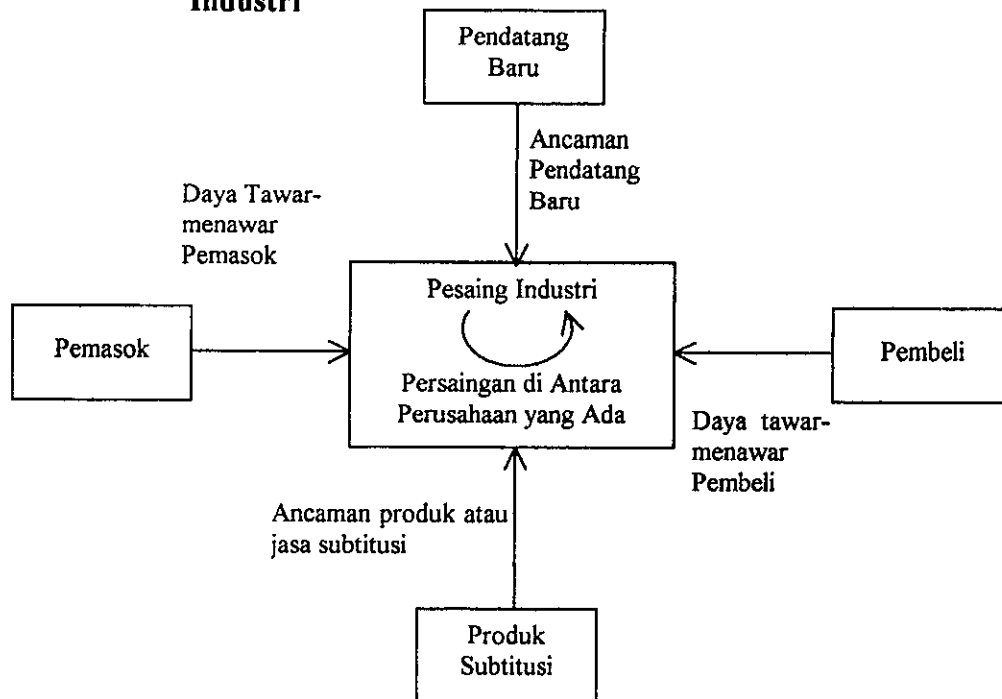 Industri
Pendatang
Baru
Ancaman
Pendatang
Baru
Daya Tawar-
menawar
Pemasok
Pesaing Industri
Pemasok
Pembeli
Persaingan di Antara
Perusahaan yang Ada
Daya tawar-
menawar
Pembeli
Ancaman produk atau
jasa subtitusi
Produk
Subtitusi